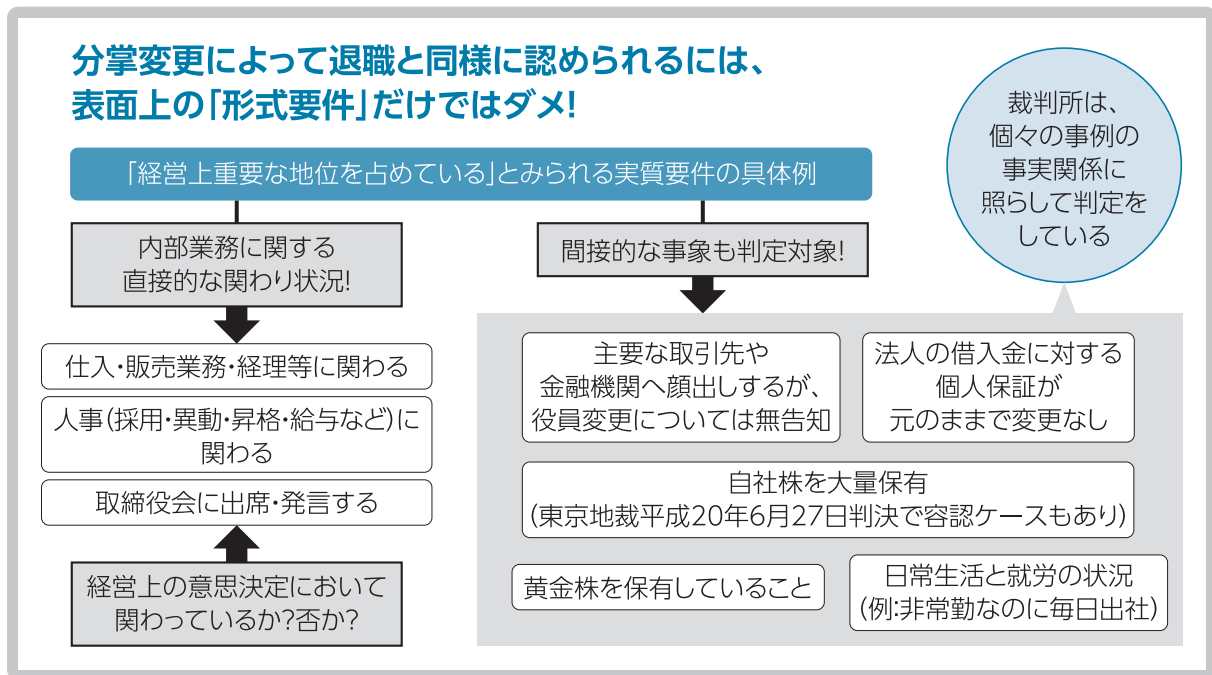 分掌変更によって退職と同様に認められるには、
表面上の「形式要件」だけではダメ!
裁判所は、
個々の事例の
事実関係に
照らして判定を
している
「経営上重要な地位を占めている」とみられる実質要件の具体例
内部業務に関する
直接的な関わり状況!
仕入・販売業務・経理等に関わる
人事(採用・異動・昇格・給与など)に
関わる
取締役会に出席・発言する
経営上の意思決定において
関わっているか?否か?
間接的な事象も判定対象!
主要な取引先や
金融機関へ顔出しするが、
役員変更については無告知
法人の借入金に対する
個人保証が
元のままで変更なし
自社株を大量保有
(東京地裁平成20年6月27日判決で容認ケースもあり)
黄金株を保有していること
日常生活と就労の状況
(例:非常勤なのに毎日出社)